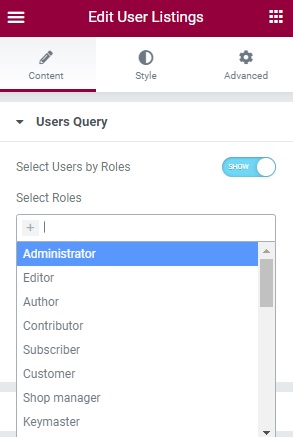 Edit User Listings
Content
Style
Advanced
Users Query
Select Users by Roles
SHOW
Select Roles
+
Administrator
Editor
Author
Contributor
Subscriber
Customer
Shop manager
Keymaster